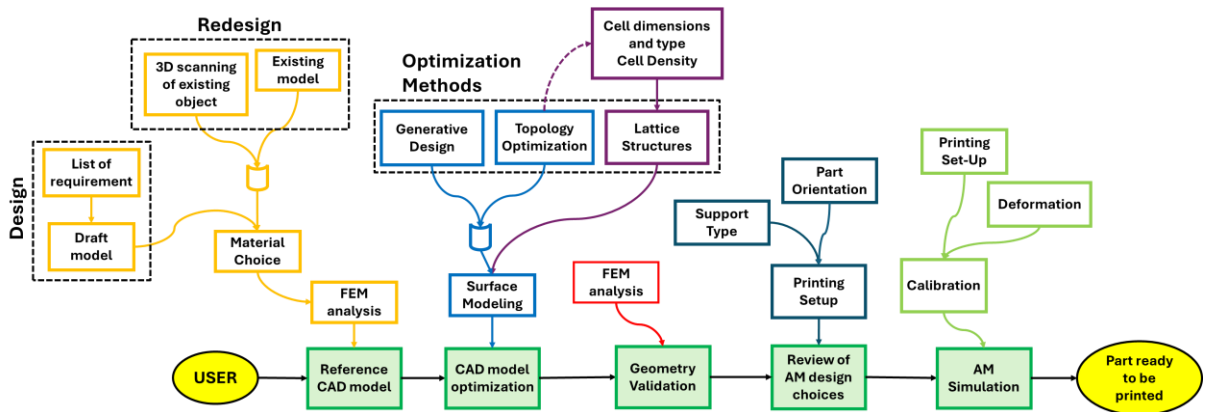 Redesign
3D scanning
of existing
object
Existing
model
Optimization
Methods
Cell dimensions
and type
Cell Density
Generative
Design
Topology
Optimization
Lattice
Structures
Design
List of
requirement
Draft
model
Material
Choice
FEM
analysis
Surface
Modeling
FEM
analysis
Support
Type
Part
Orientation
Printing
Setup
Printing
Set-Up
Deformation
Calibration
USER
Reference
CAD model
CAD model
optimization
Geometry
Validation
Review of
AM design
choices
AM
Simulation
Part ready
to be
printed